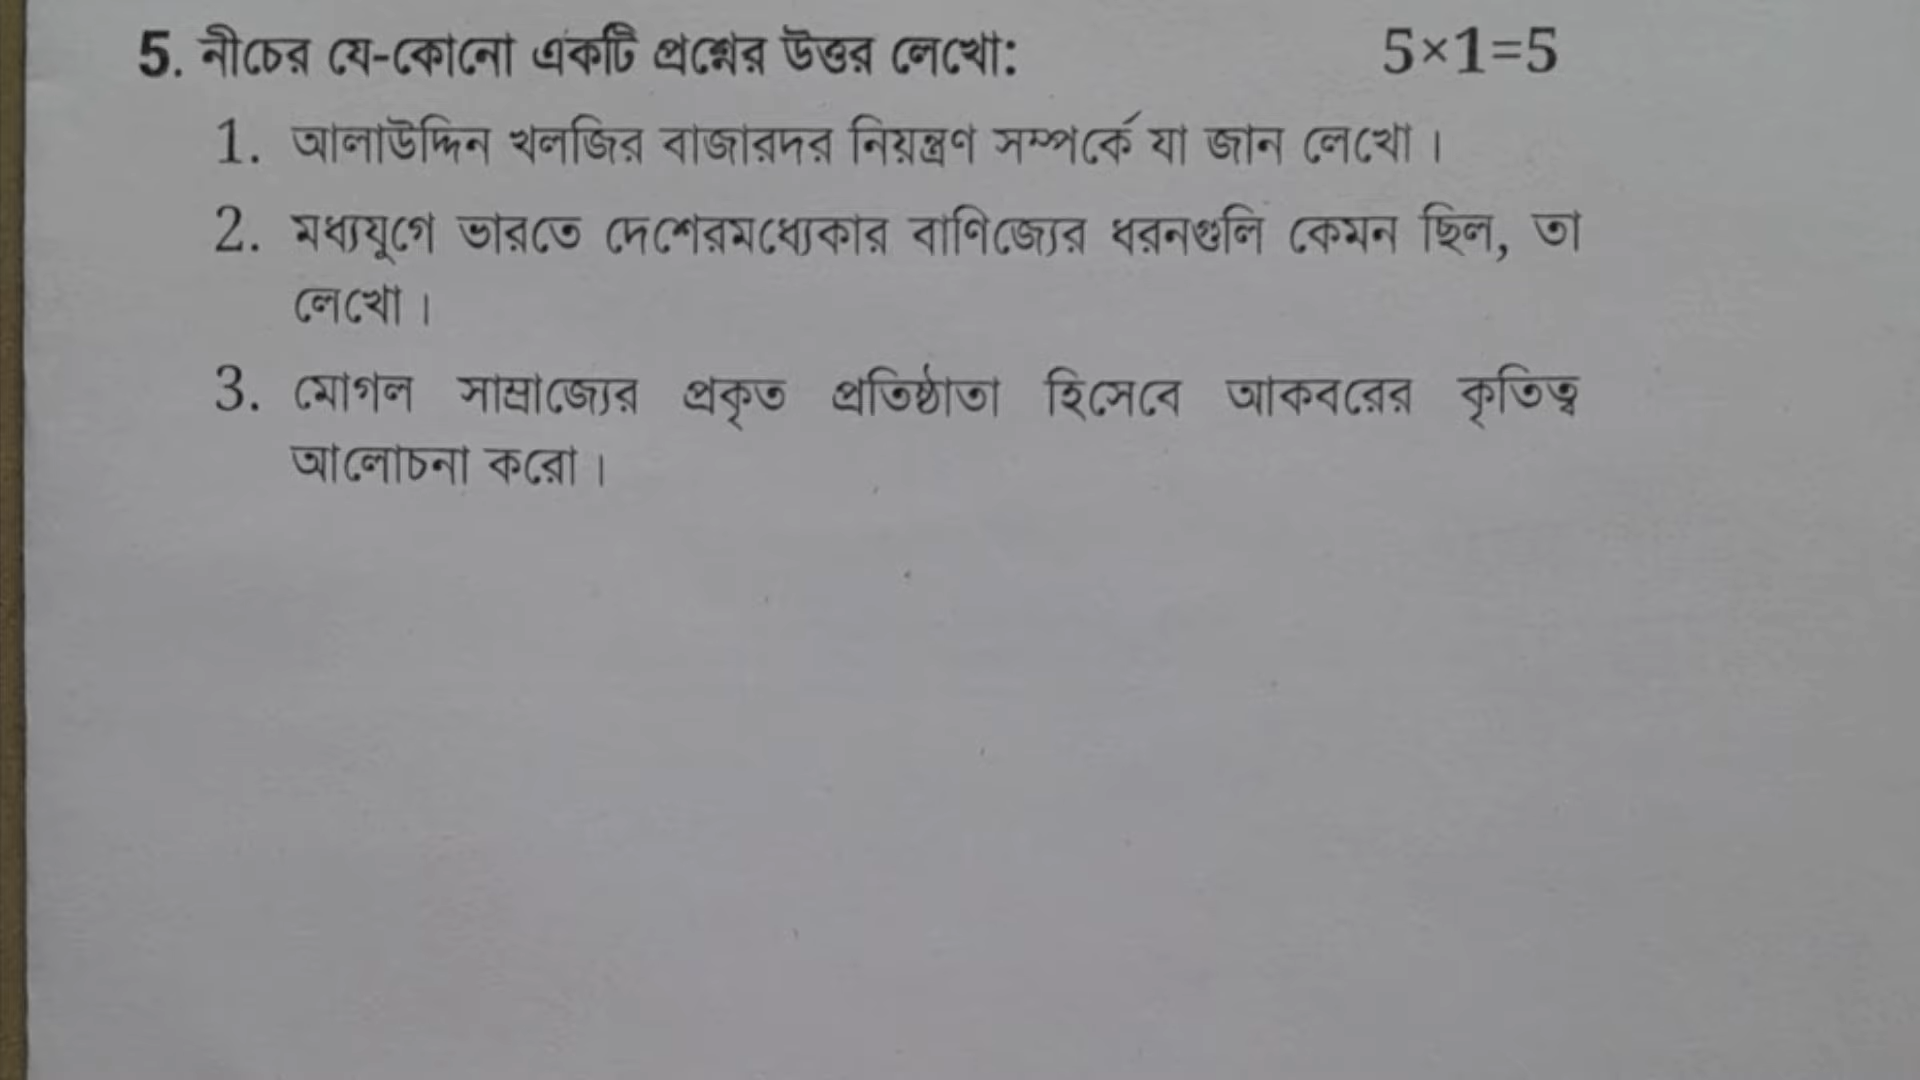 5. নীচের যে-কোনো একটি প্রশ্নের উত্তর লেখো: 5×1=5
1. আলাউদ্দিন খলজির বাজারদর নিয়ন্ত্রণ সম্পর্কে যা জান লেখো।
2. মধ্যযুগে ভারতে দেশেরমধ্যেকার বাণিজ্যের ধরনগুলি কেমন ছিল, তা
লেখো।
3. মোগল সাম্রাজ্যের প্রকৃত প্রতিষ্ঠাতা হিসেবে আকবরের কৃতিত্ব
আলোচনা করো।